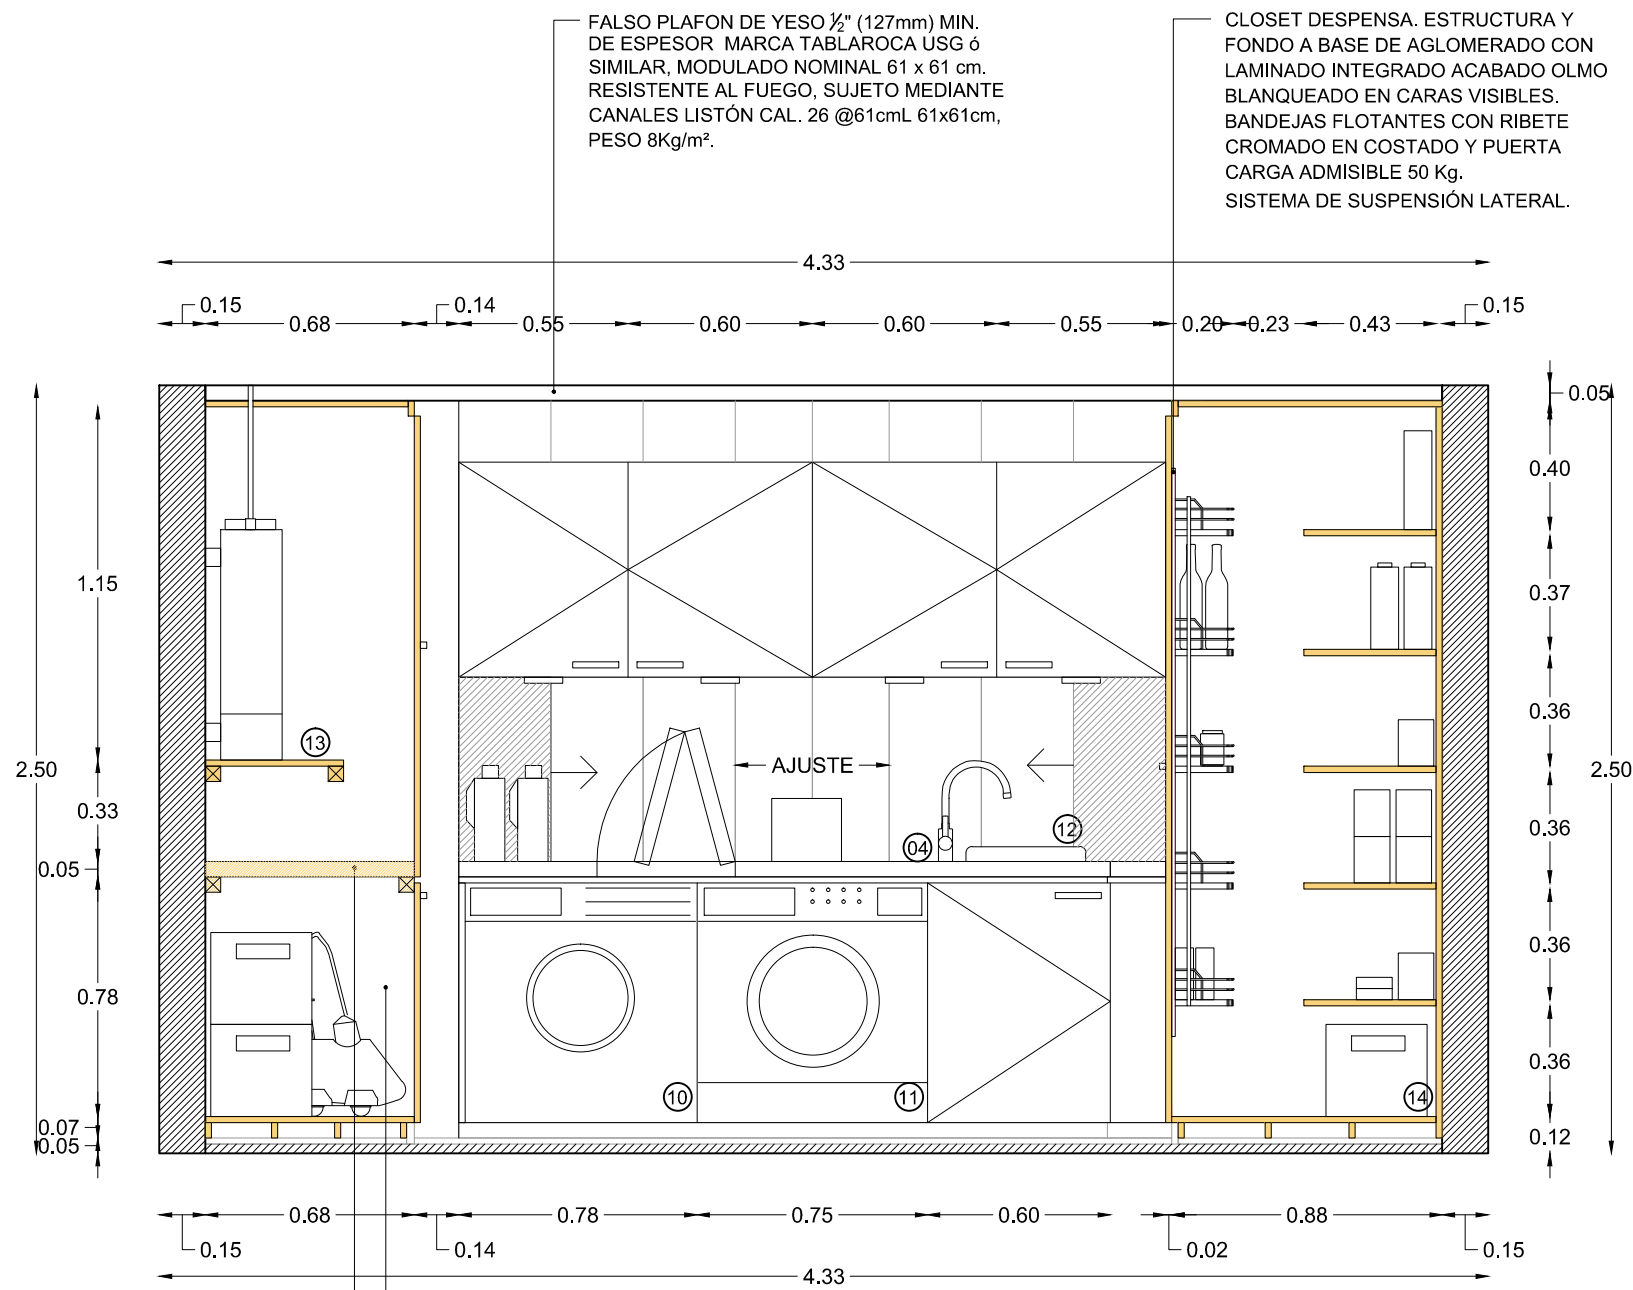 FALSO PLAFON DE YESO ½" (127mm) MIN.
DE ESPESOR MARCA TABLAROCA USG ó
SIMILAR, MODULADO NOMINAL 61 x 61 cm.
RESISTENTE AL FUEGO, SUJETO MEDIANTE
CANALES LISTÓN CAL. 26 @61cmL 61x61cm,
PESO 8Kg/m².
CLOSET DESPENSA. ESTRUCTURA Y
FONDO A BASE DE AGLOMERADO CON
LAMINADO INTEGRADO ACABADO OLMO
BLANQUEADO EN CARAS VISIBLES.
BANDEJAS FLOTANTES CON RIBETE
CROMADO EN COSTADO Y PUERTA
CARGA ADMISIBLE 50 Kg.
SISTEMA DE SUSPENSIÓN LATERAL.
4.33
0.15 0.14 0.15
0.68 0.55 0.60 0.60 0.55 0.20 0.23 0.43
0.05
0.40
1.15
0.37
0.36
13
2.50
AJUSTE
2.50
0.33
0.36
04
12
0.05
0.36
0.78
0.36
10
11
14
0.07
0.05
0.12
0.68 0.78 0.75 0.60 0.88
0.15 0.14 0.02 0.15
4.33